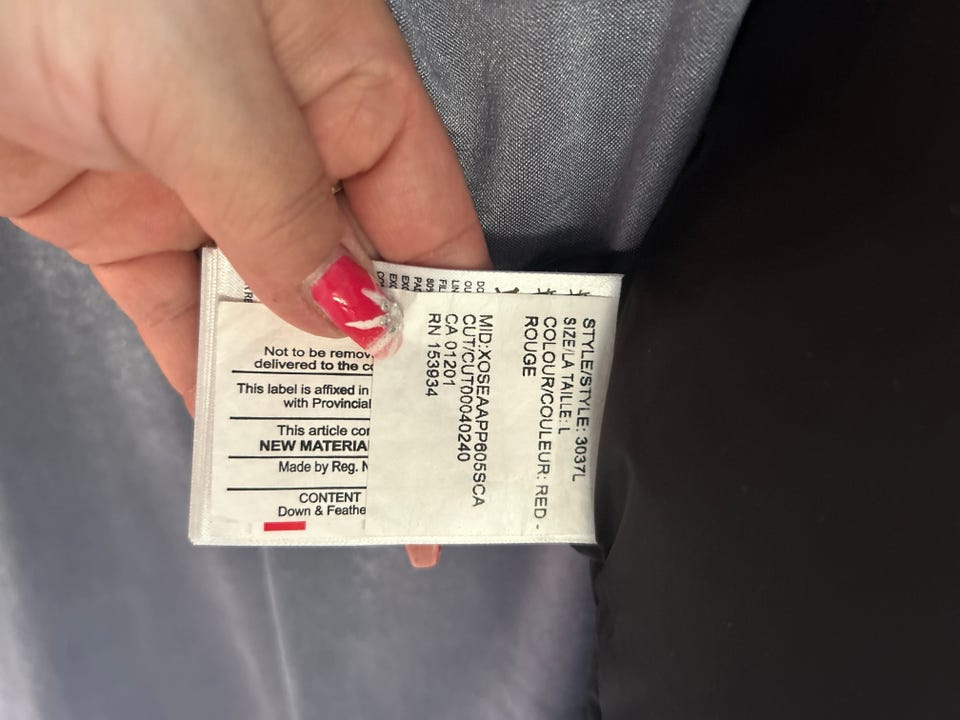 STYLE/STYLE: 3037L
SIZE/LA TAILLE: L
COLOUR/COULEUR: RED -
ROUGE
MID:XOSEAAPP605SCA
CUT/CUT00040240
CA 01201
RN 153934
Not to be remov
delivered to the co
This label is affixed in
with Provincial
This article con
NEW MATERIA
Made by Reg. N
CONTENT
Down & Feathe